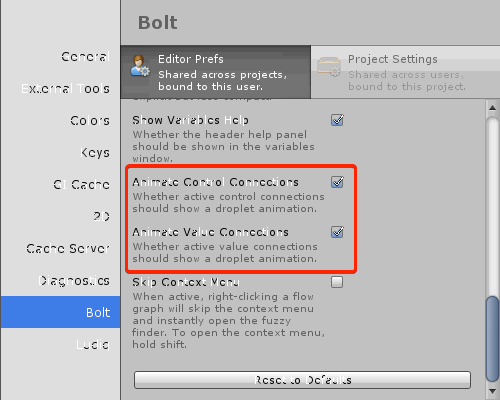 Bolt
General
External Tools
Colors
Keys
GI Cache
2D
Cache Server
Diagnostics
Bolt
Ludiq
Editor Prefs
Shared across projects,
bound to this user.
Project Settings
Shared across users,
bound to this project.
Show Variables Help
Whether the header help panel
should be shown in the variables
window.
Animate Control Connections
Whether active control connections
should show a droplet animation.
Animate Value Connections
Whether active value connections
should show a droplet animation.
Skip Context Menu
When active, right-clicking a flow
graph will skip the context menu
and instantly open the fuzzy
finder. To open the context menu,
hold shift.
Reset to Defaults